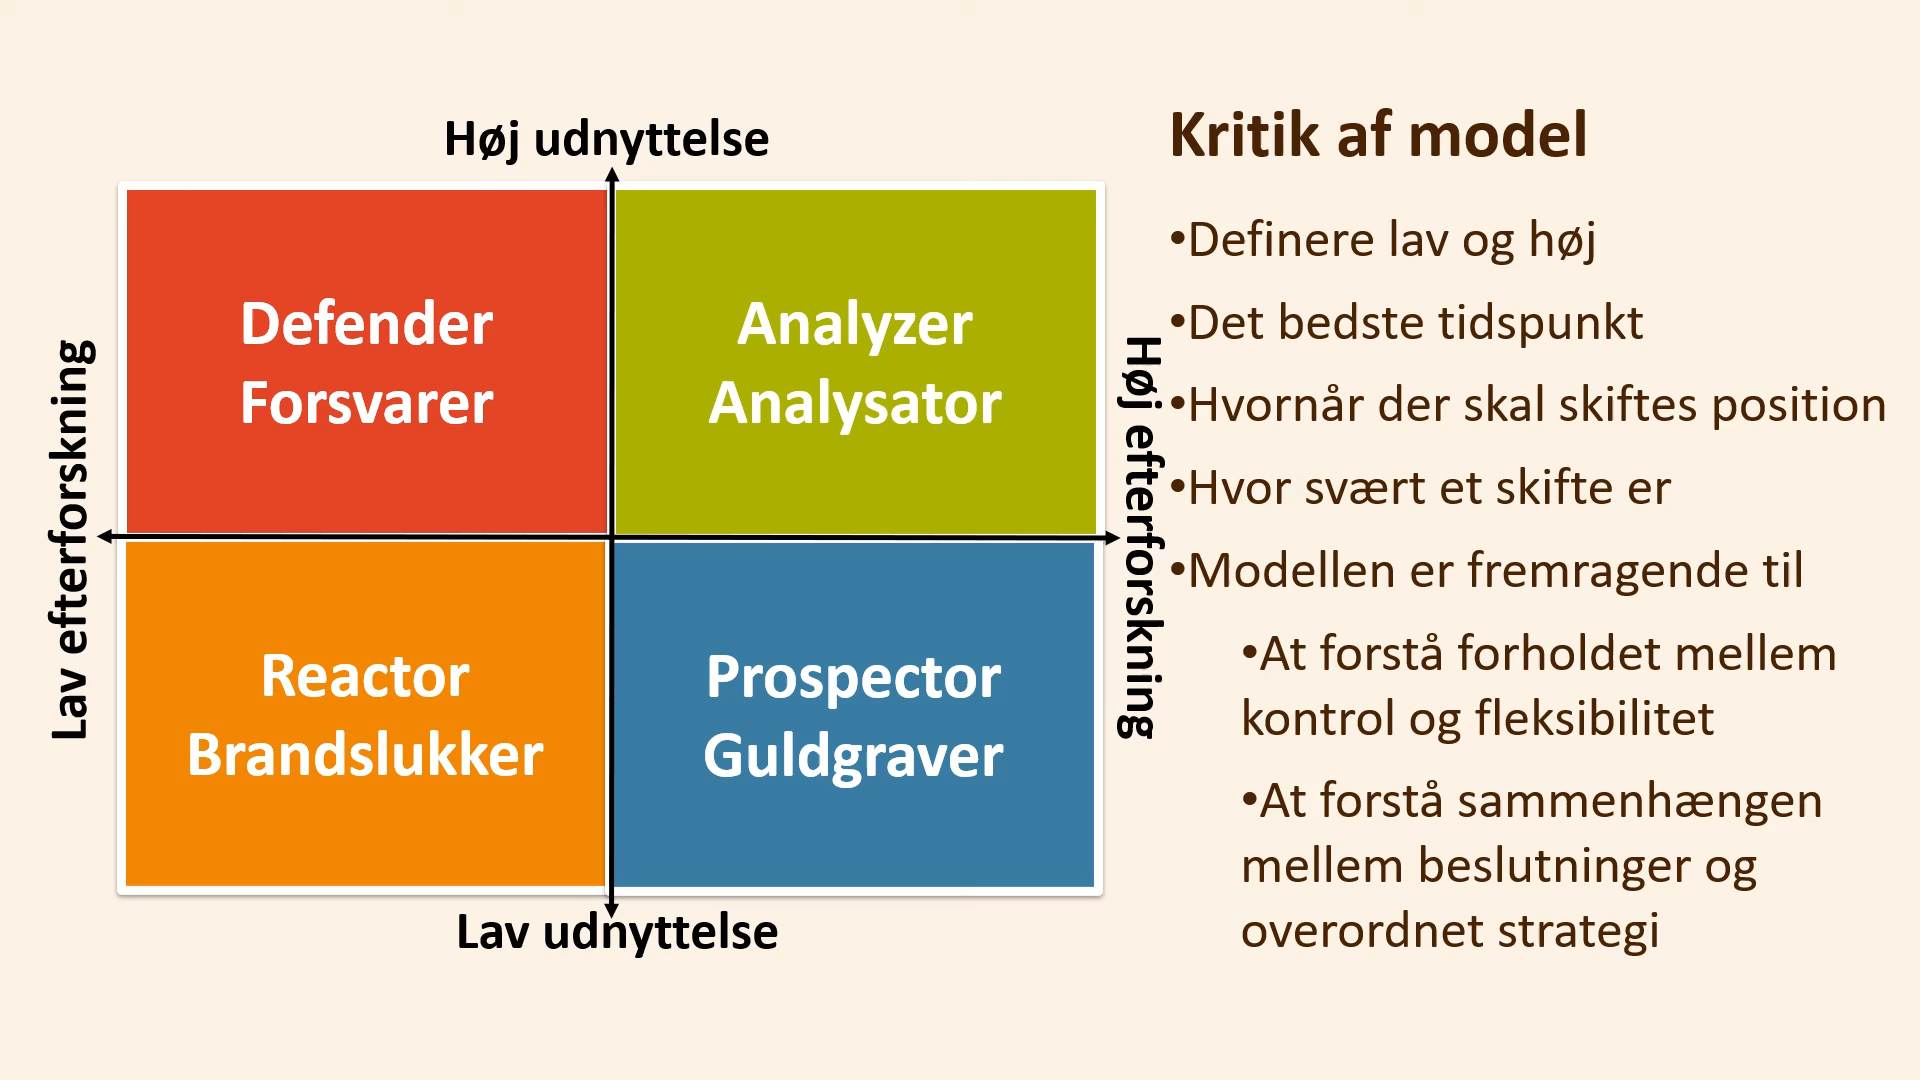 Høj udnyttelse
Defender
Forsvarer
Analyzer
Analysator
Lav efterforskning
Høj efterforskning
Reactor
Brandslukker
Prospector
Guldgraver
Lav udnyttelse
Kritik af model
•Definere lav og høj
•Det bedste tidspunkt
•Hvornår der skal skiftes position
•Hvor svært et skifte er
•Modellen er fremragende til
•At forstå forholdet mellem
kontrol og fleksibilitet
•At forstå sammenhængen
mellem beslutninger og
overordnet strategi